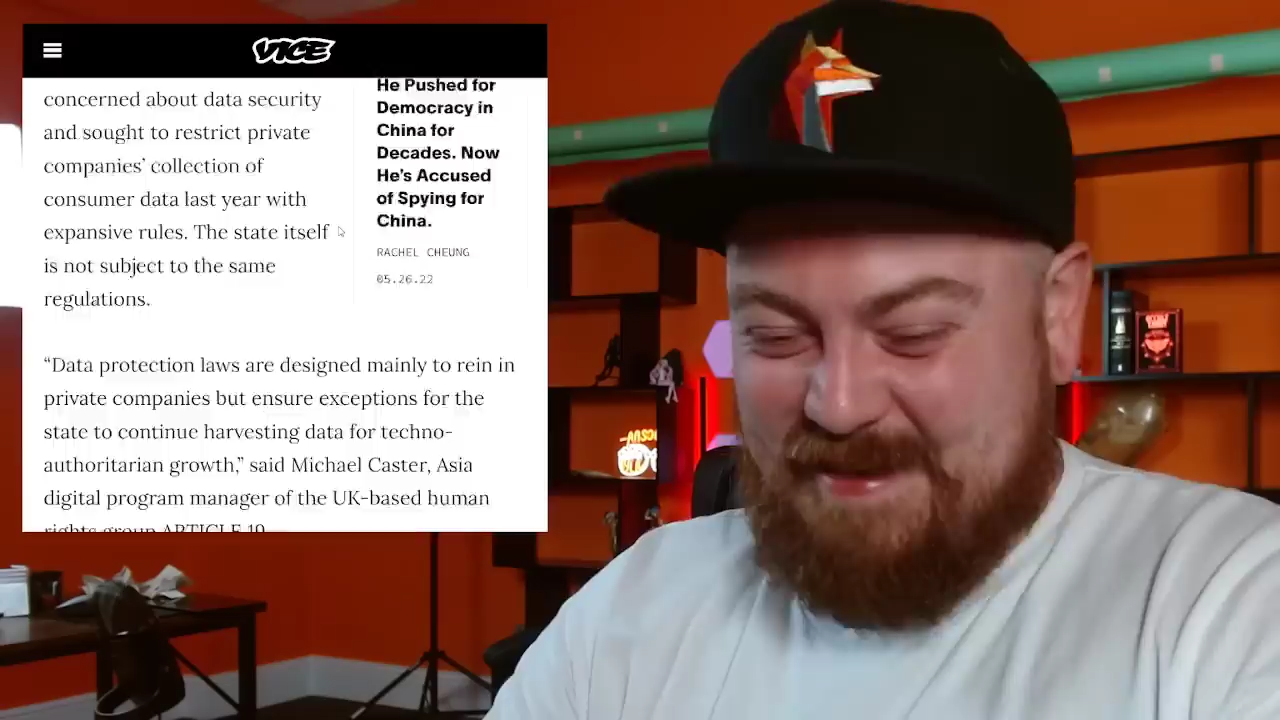 VICE
concerned about data security
and sought to restrict private
companies’ collection of
consumer data last year with
expansive rules. The state itself
is not subject to the same
regulations.
“Data protection laws are designed mainly to rein in
private companies but ensure exceptions for the
state to continue harvesting data for techno-
authoritarian growth,” said Michael Caster, Asia
digital program manager of the UK-based human
rights group ARTICLE 19
He Pushed for
Democracy in
China for
Decades. Now
He’s Accused
of Spying for
China.
RACHEL CHEUNG
05.26.22